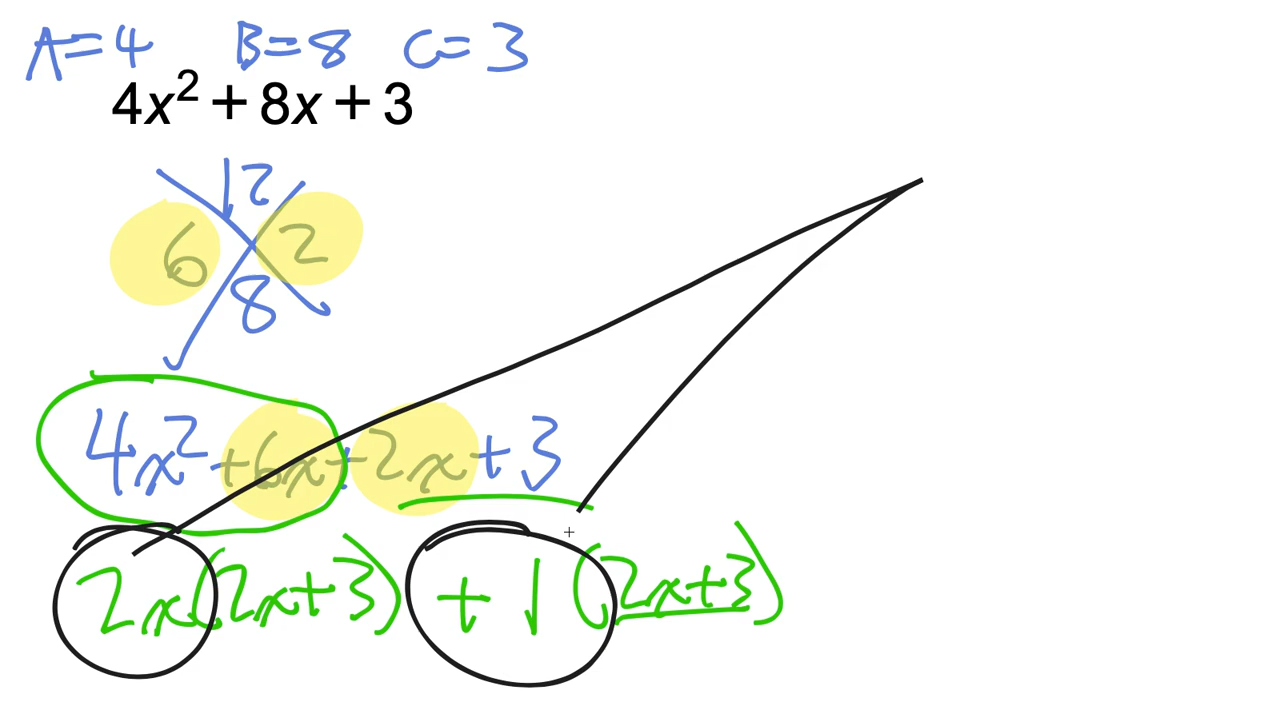 A=4 B=8 C=3
4x² + 8x + 3
12
6 2
8
4x² +6x +2x +3
2x(2x+3) + 1(2x+3)